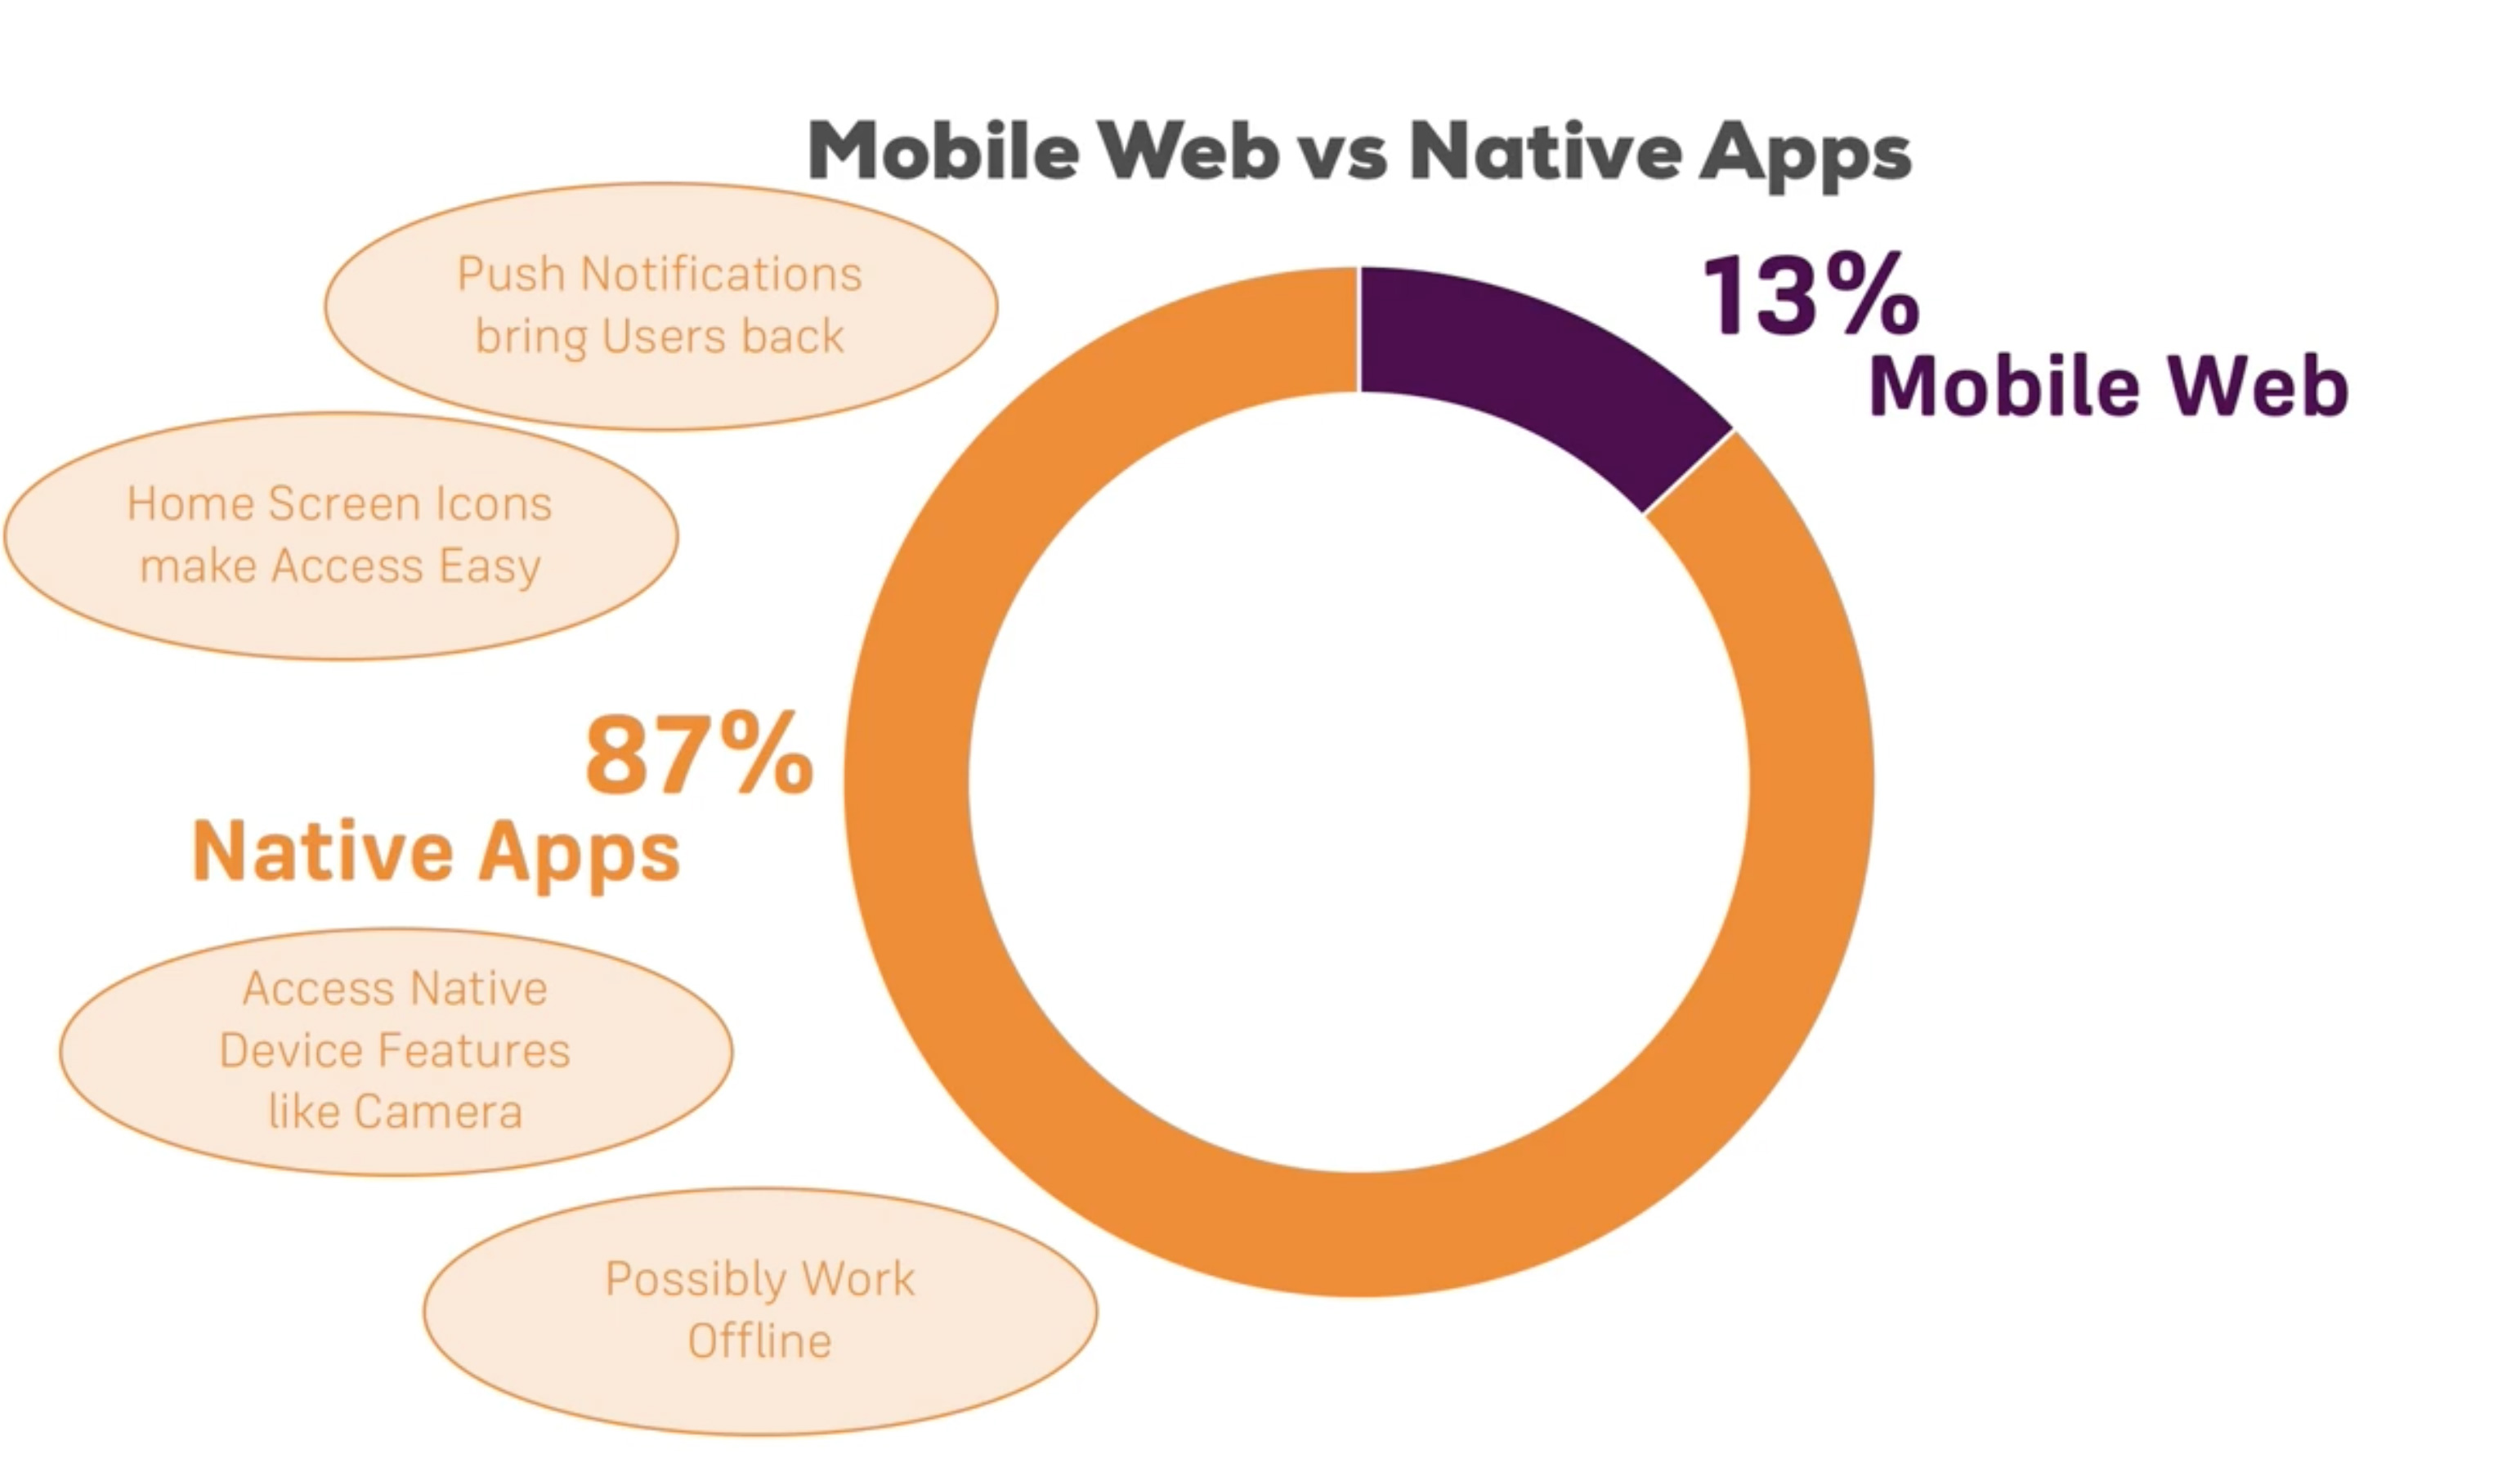 Mobile Web vs Native Apps
Push Notifications
bring Users back
13%
Mobile Web
Home Screen Icons
make Access Easy
87%
Native Apps
Access Native
Device Features
like Camera
Possibly Work
Offline